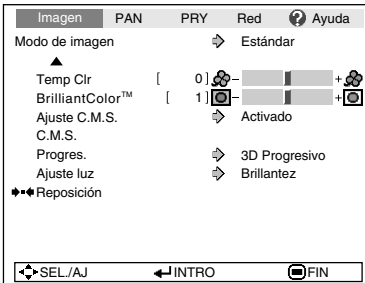 Imagen PAN PRY Red ? Ayuda
Modo de imagen Estándar
Temp Clr [ 0 ] - +
BrilliantColor™ [ 1 ] - +
Ajuste C.M.S. Activado
C.M.S.
Progres. 3D Progresivo
Ajuste luz Brillantez
Reposición
SEL./AJ INTRO FIN